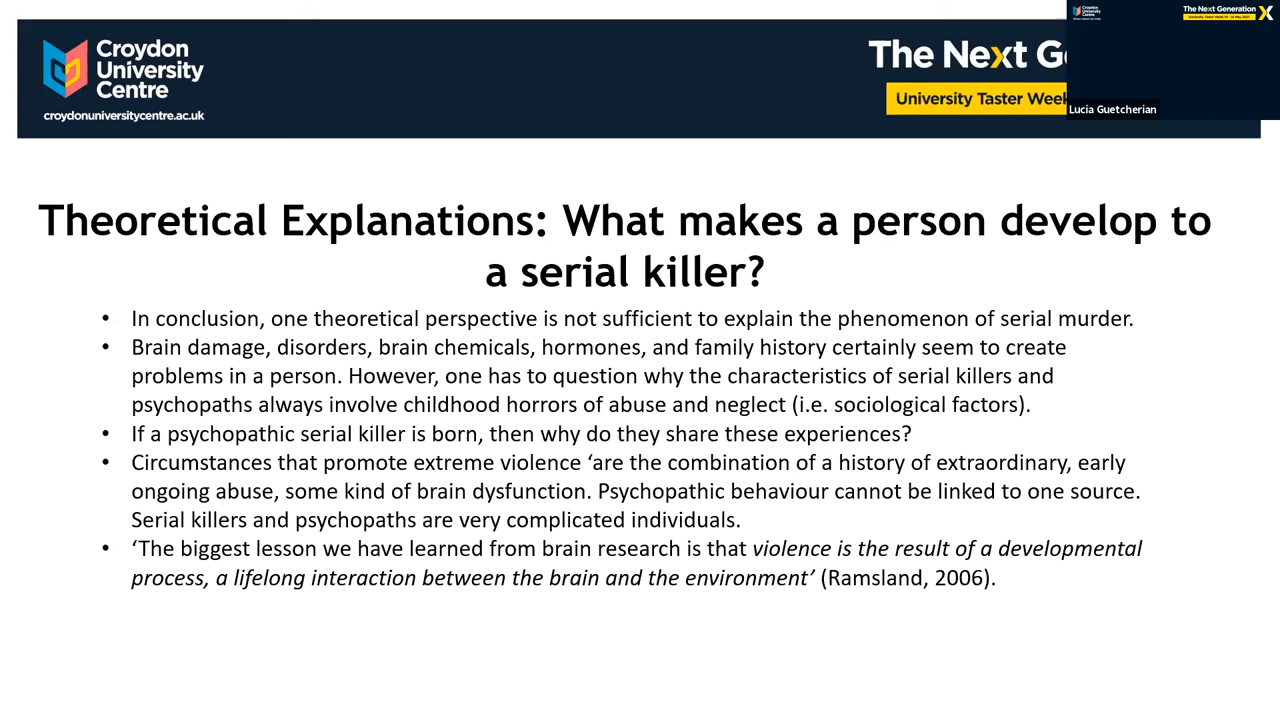 Croydon
University
Centre
croydonuniversitycentre.ac.uk
The Next Ge
University Taster Week
Croydon
University
Centre
The Next Generation
X
Lucia Guetcherian
Theoretical Explanations: What makes a person develop to
a serial killer?
• In conclusion, one theoretical perspective is not sufficient to explain the phenomenon of serial murder.
• Brain damage, disorders, brain chemicals, hormones, and family history certainly seem to create
problems in a person. However, one has to question why the characteristics of serial killers and
psychopaths always involve childhood horrors of abuse and neglect (i.e. sociological factors).
• If a psychopathic serial killer is born, then why do they share these experiences?
• Circumstances that promote extreme violence ‘are the combination of a history of extraordinary, early
ongoing abuse, some kind of brain dysfunction. Psychopathic behaviour cannot be linked to one source.
Serial killers and psychopaths are very complicated individuals.
• ‘The biggest lesson we have learned from brain research is that violence is the result of a developmental
process, a lifelong interaction between the brain and the environment’ (Ramsland, 2006).